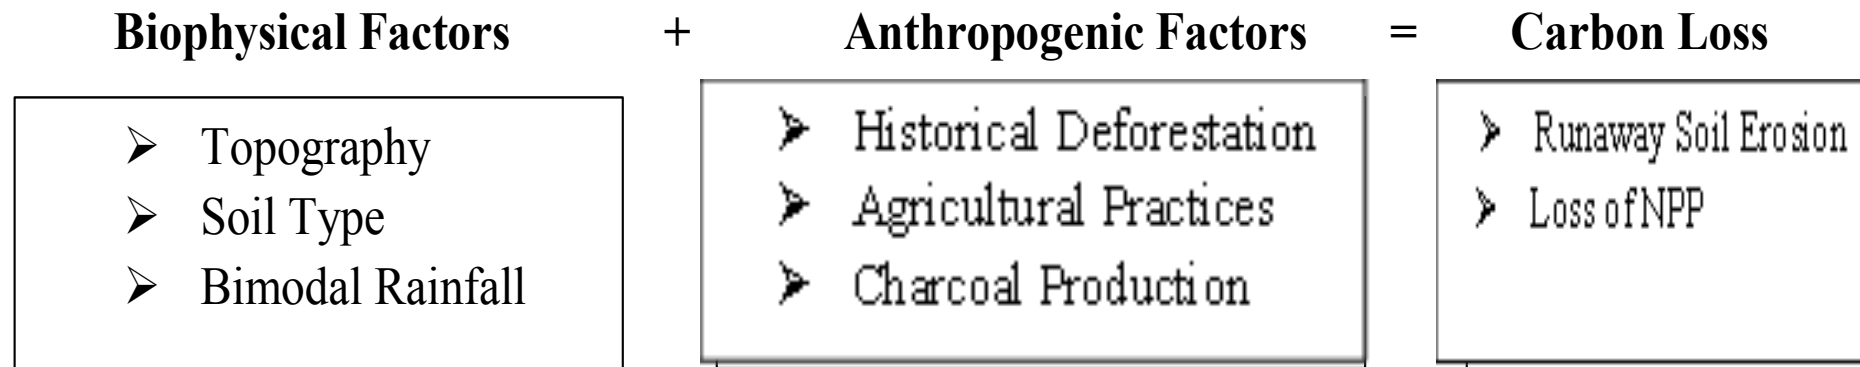 Biophysical Factors + Anthropogenic Factors = Carbon Loss
➢ Topography
➢ Soil Type
➢ Bimodal Rainfall
➢ Historical Deforestation
➢ Agricultural Practices
➢ Charcoal Production
➢ Runaway Soil Erosion
➢ Loss of NPP